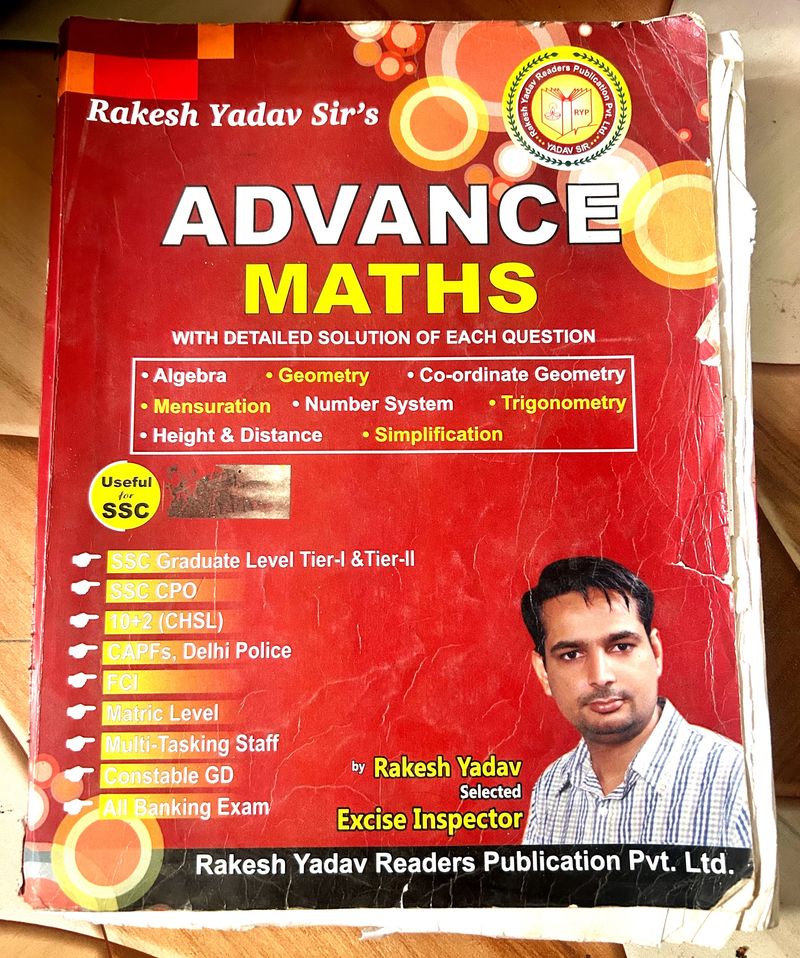 Rakesh Yadav Sir's
Rakesh Yadav Readers Publication Pvt. Ltd.
RYP
YADAV SIR
ADVANCE
MATHS
WITH DETAILED SOLUTION OF EACH QUESTION
• Algebra • Geometry • Co-ordinate Geometry
• Mensuration • Number System • Trigonometry
• Height & Distance • Simplification
Useful
for
SSC
SSC Graduate Level Tier-I &Tier-II
SSC CPO
10+2 (CHSL)
CAPFs, Delhi Police
FCI
Matric Level
Multi-Tasking Staff
Constable GD
All Banking Exam
by Rakesh Yadav
Selected
Excise Inspector
Rakesh Yadav Readers Publication Pvt. Ltd.